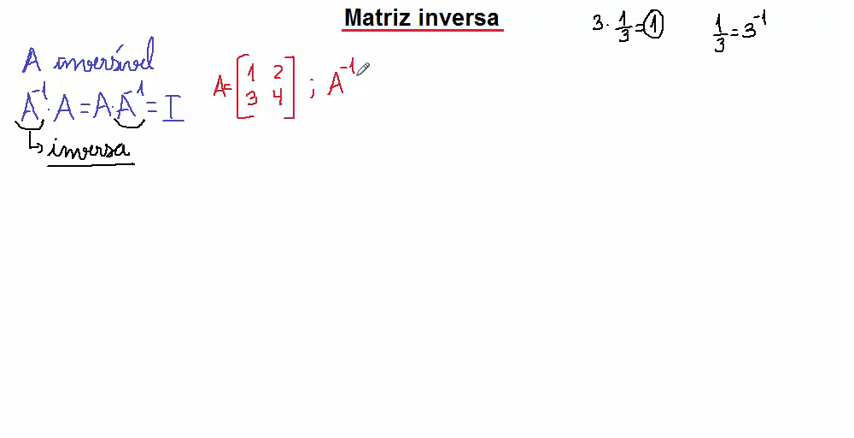 Matriz inversa
3 · 1/3 = 1 1/3 = 3⁻¹
A inversível
A⁻¹ · A = A · A⁻¹ = I
inversa
A = [1 2; 3 4] ; A⁻¹